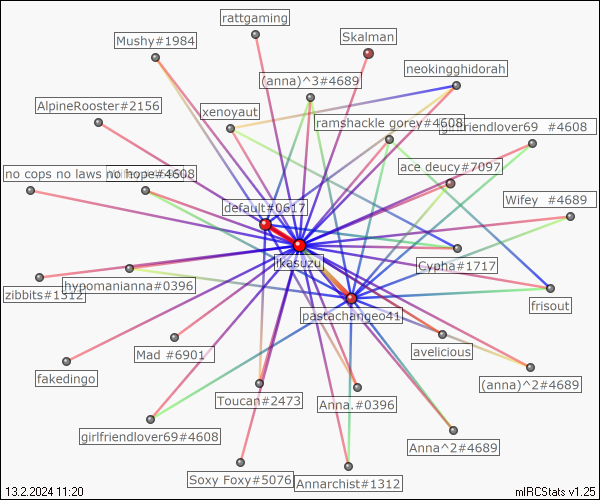 rattgaming
Mushy#1984
Skalman
neokingghidorah
(anna)^3#4689
AlpineRooster#2156
xenoyaut
ramshackle gorey#4608
girlfriendlover69 #4608
ace deucy#7097
no cops no laws no hope#4608
Wifey #4689
default#0617
ikasuzu
Cypha#1717
zibbits#1312
hypomanianna#0396
frisout
pastachangeo41
Mad #6901
avelicious
fakedingo
(anna)^2#4689
Toucan#2473
Anna.#0396
girlfriendlover69#4608
Anna^2#4689
Soxy Foxy#5076
Annarchist#1312
13.2.2024 11:20
mIRCStats v1.25